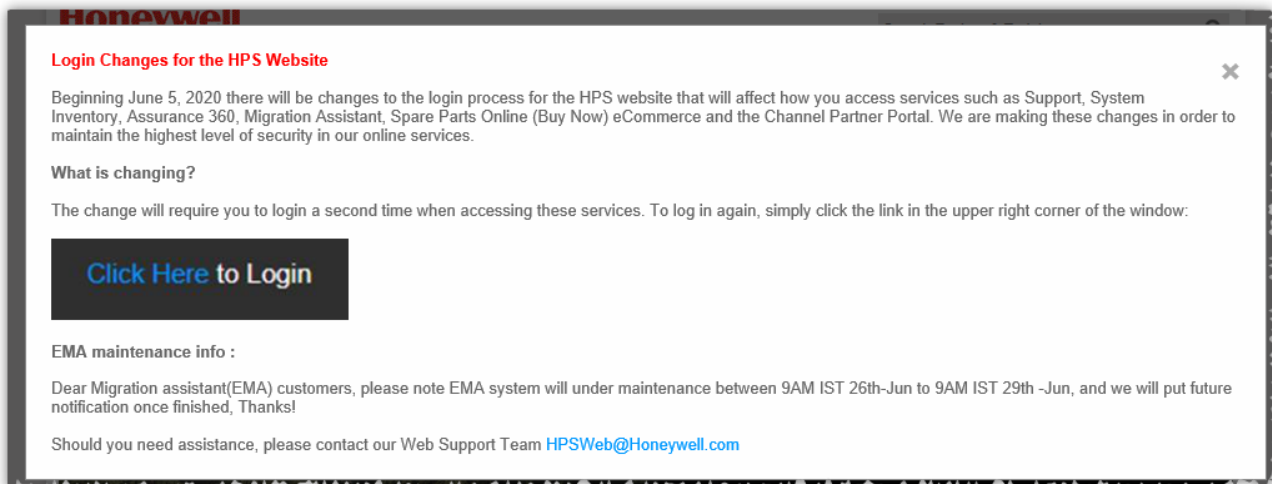 Honeywell
Login Changes for the HPS Website
Beginning June 5, 2020 there will be changes to the login process for the HPS website that will affect how you access services such as Support, System
Inventory, Assurance 360, Migration Assistant, Spare Parts Online (Buy Now) eCommerce and the Channel Partner Portal. We are making these changes in order to
maintain the highest level of security in our online services.
What is changing?
The change will require you to login a second time when accessing these services. To log in again, simply click the link in the upper right corner of the window:
Click Here to Login
EMA maintenance info :
Dear Migration assistant(EMA) customers, please note EMA system will under maintenance between 9AM IST 26th-Jun to 9AM IST 29th -Jun, and we will put future
notification once finished, Thanks!
Should you need assistance, please contact our Web Support Team HPSWeb@Honeywell.com